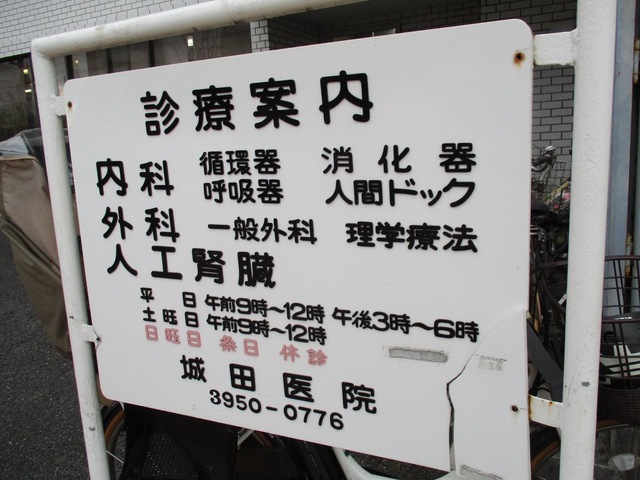 診療案内
内科 循環器 消化器
呼吸器 人間ドック
外科 一般外科 理学療法
人工腎臓
平 日 午前9時〜12時 午後3時〜6時
土曜日 午前9時〜12時
日曜日 祭日 休診
城田医院
3950-0776